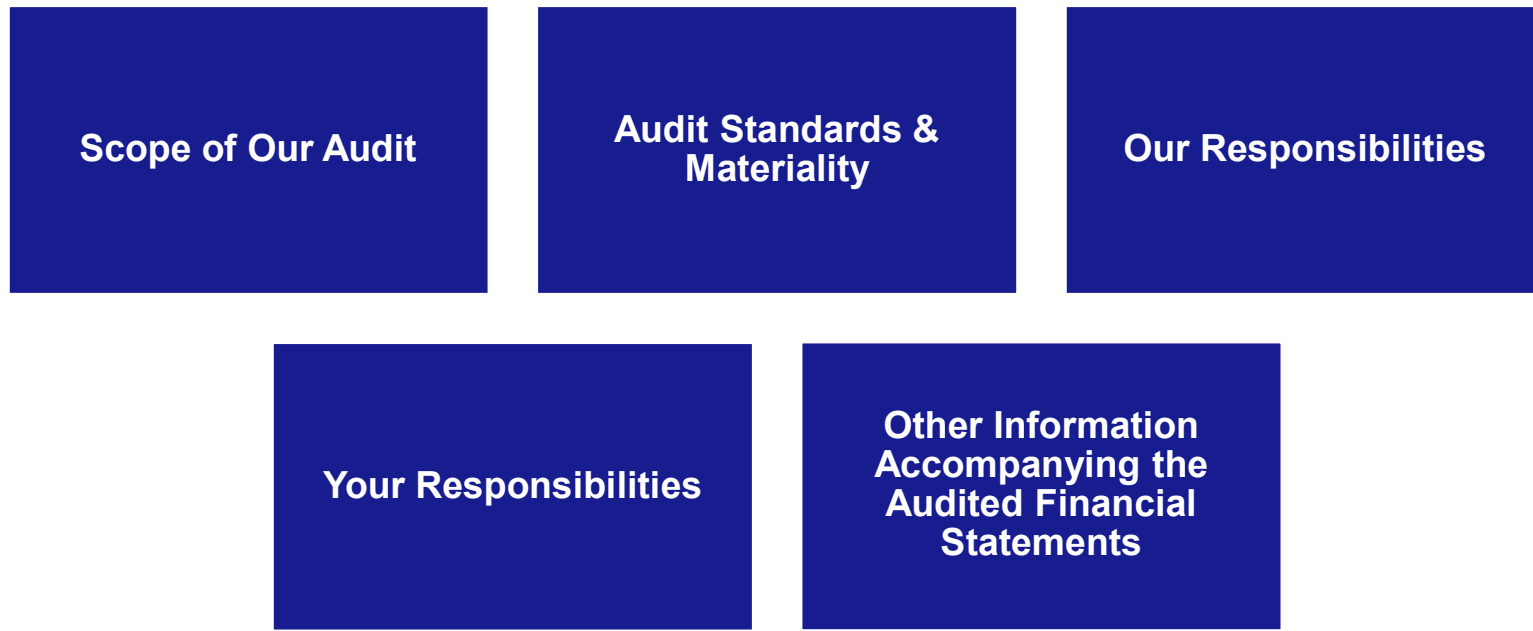 Scope of Our Audit
Audit Standards &
Materiality
Our Responsibilities
Your Responsibilities
Other Information
Accompanying the
Audited Financial
Statements